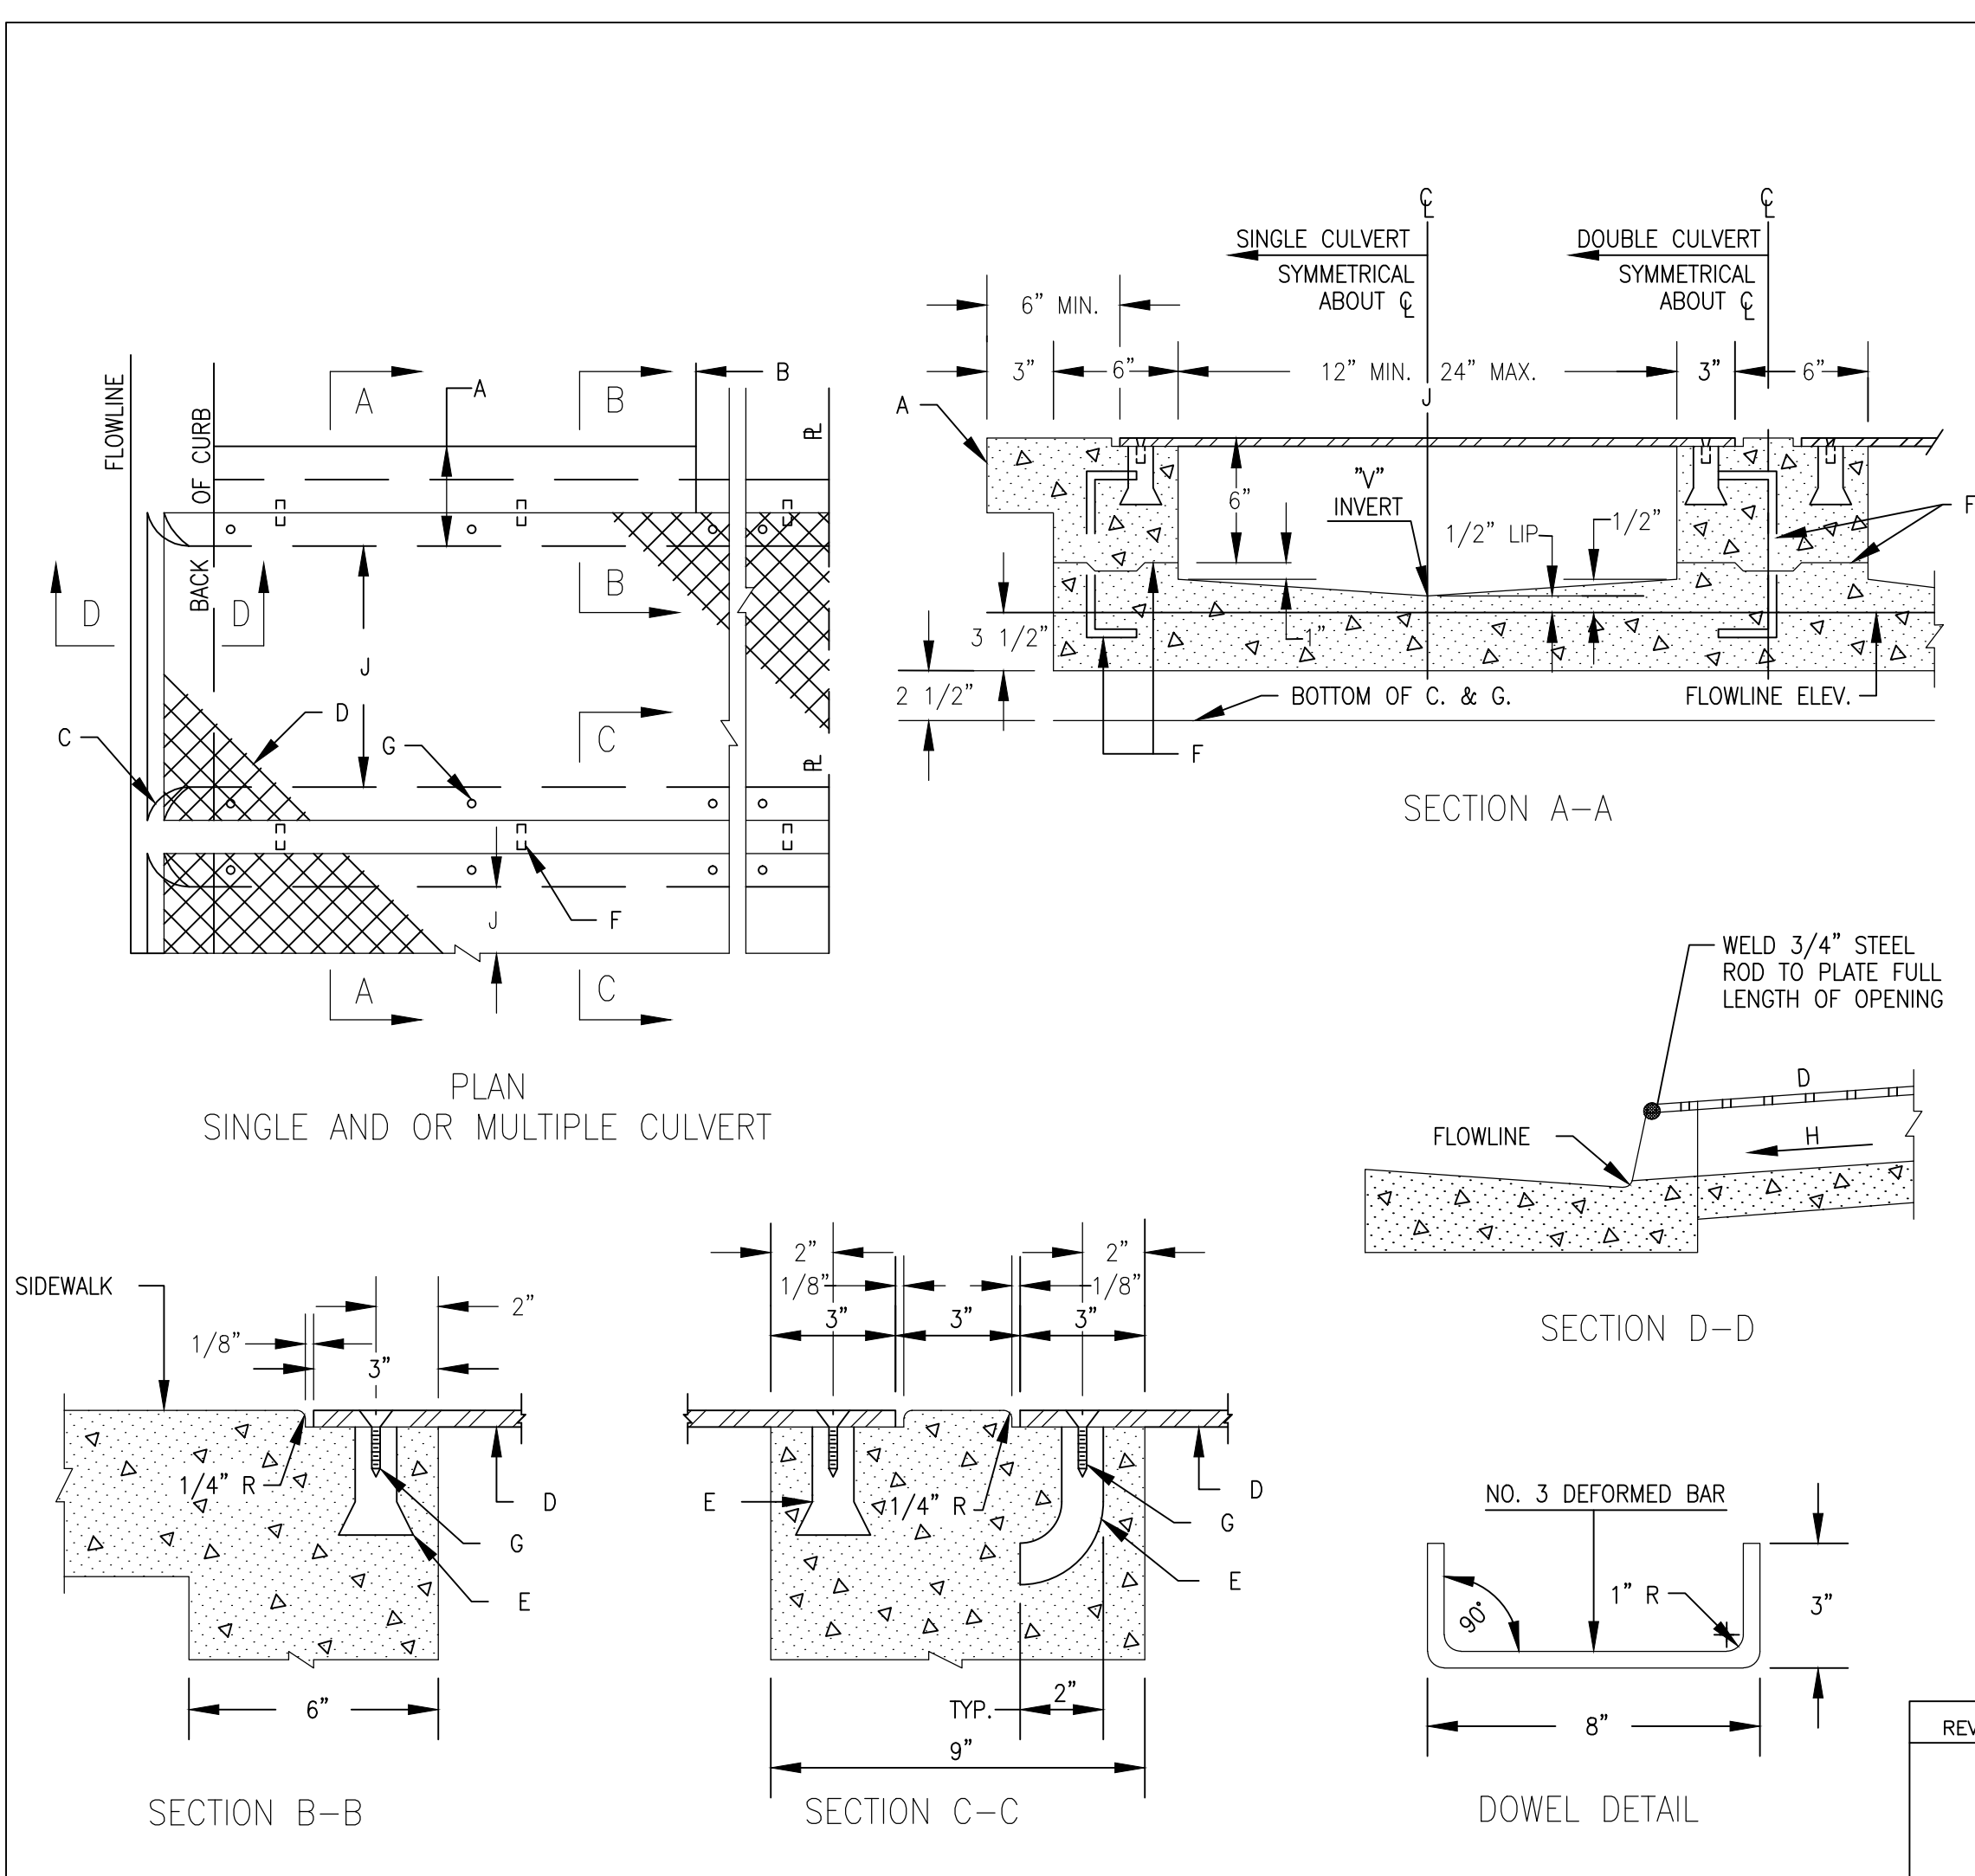 FLOWLINE
BACK OF CURB
A
A
B
B
℄
D
D
B
J
C
D
G
C
℄
J
F
A
C
PLAN
SINGLE AND OR MULTIPLE CULVERT
℄
℄
SINGLE CULVERT
SYMMETRICAL
ABOUT ℄
DOUBLE CULVERT
SYMMETRICAL
ABOUT ℄
6" MIN.
3"
6"
12" MIN. 24" MAX.
3"
6"
J
A
6"
"V"
INVERT
1/2" LIP
1/2"
F
3 1/2"
1"
2 1/2"
BOTTOM OF C. & G.
FLOWLINE ELEV.
F
SECTION A-A
WELD 3/4" STEEL
ROD TO PLATE FULL
LENGTH OF OPENING
D
FLOWLINE
H
SECTION D-D
SIDEWALK
2"
1/8"
3"
1/4" R
D
G
E
6"
SECTION B-B
2"
2"
1/8"
1/8"
3"
3"
3"
E
1/4" R
D
G
E
TYP.
2"
9"
SECTION C-C
NO. 3 DEFORMED BAR
90°
1" R
3"
8"
DOWEL DETAIL
REV